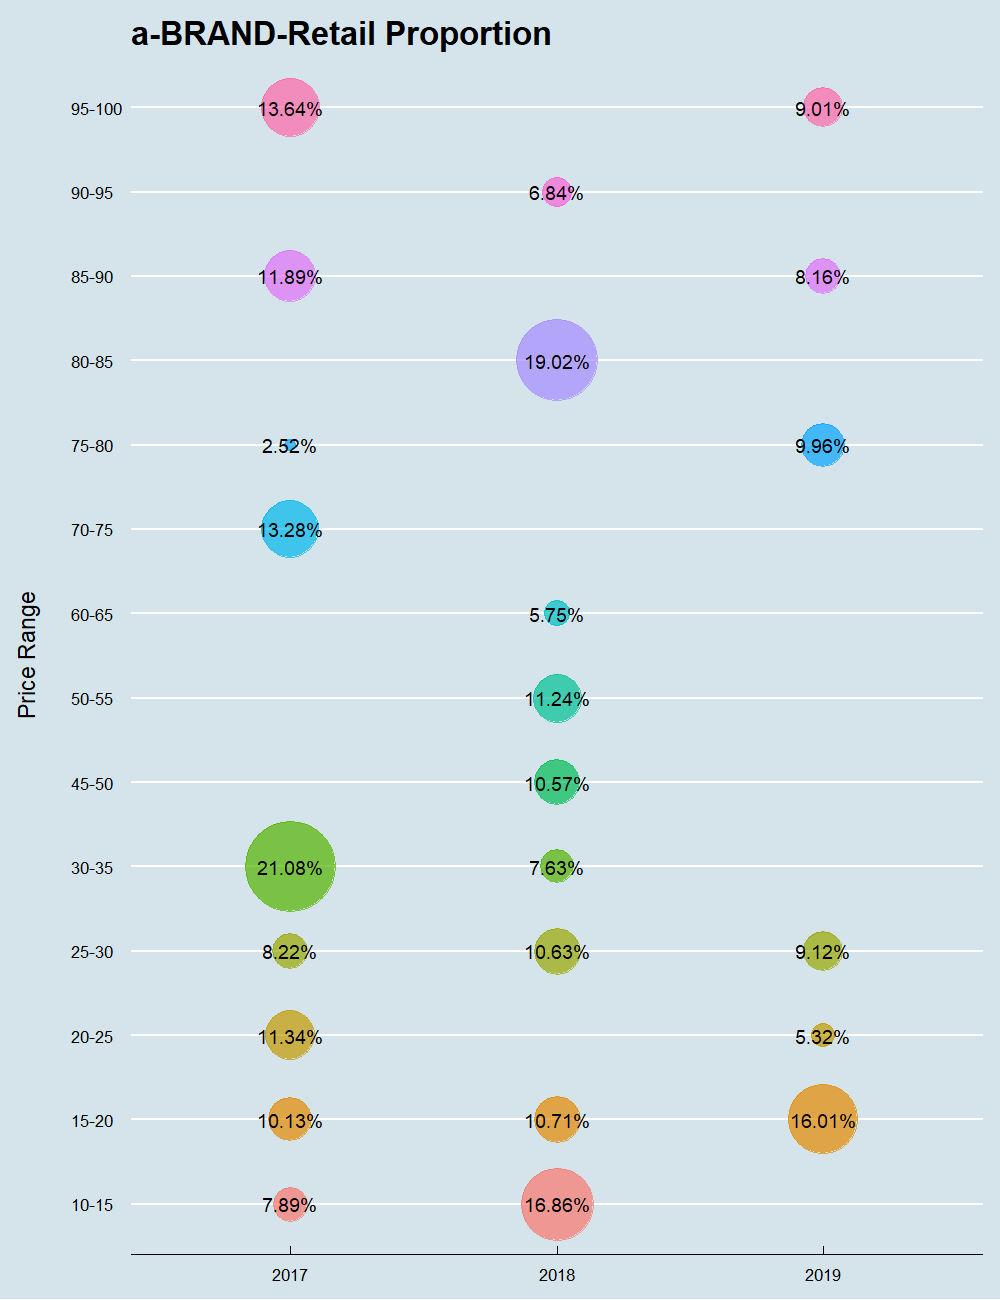 a-BRAND-Retail Proportion
95-100 13.64% 9.01%
90-95 6.84%
85-90 11.89% 8.16%
80-85 19.02%
75-80 2.52% 9.96%
70-75 13.28%
60-65 5.75%
50-55 11.24%
45-50 10.57%
30-35 21.08% 7.63%
25-30 8.22% 10.63% 9.12%
20-25 11.34% 5.32%
15-20 10.13% 10.71% 16.01%
10-15 7.89% 16.86%
Price Range
2017 2018 2019